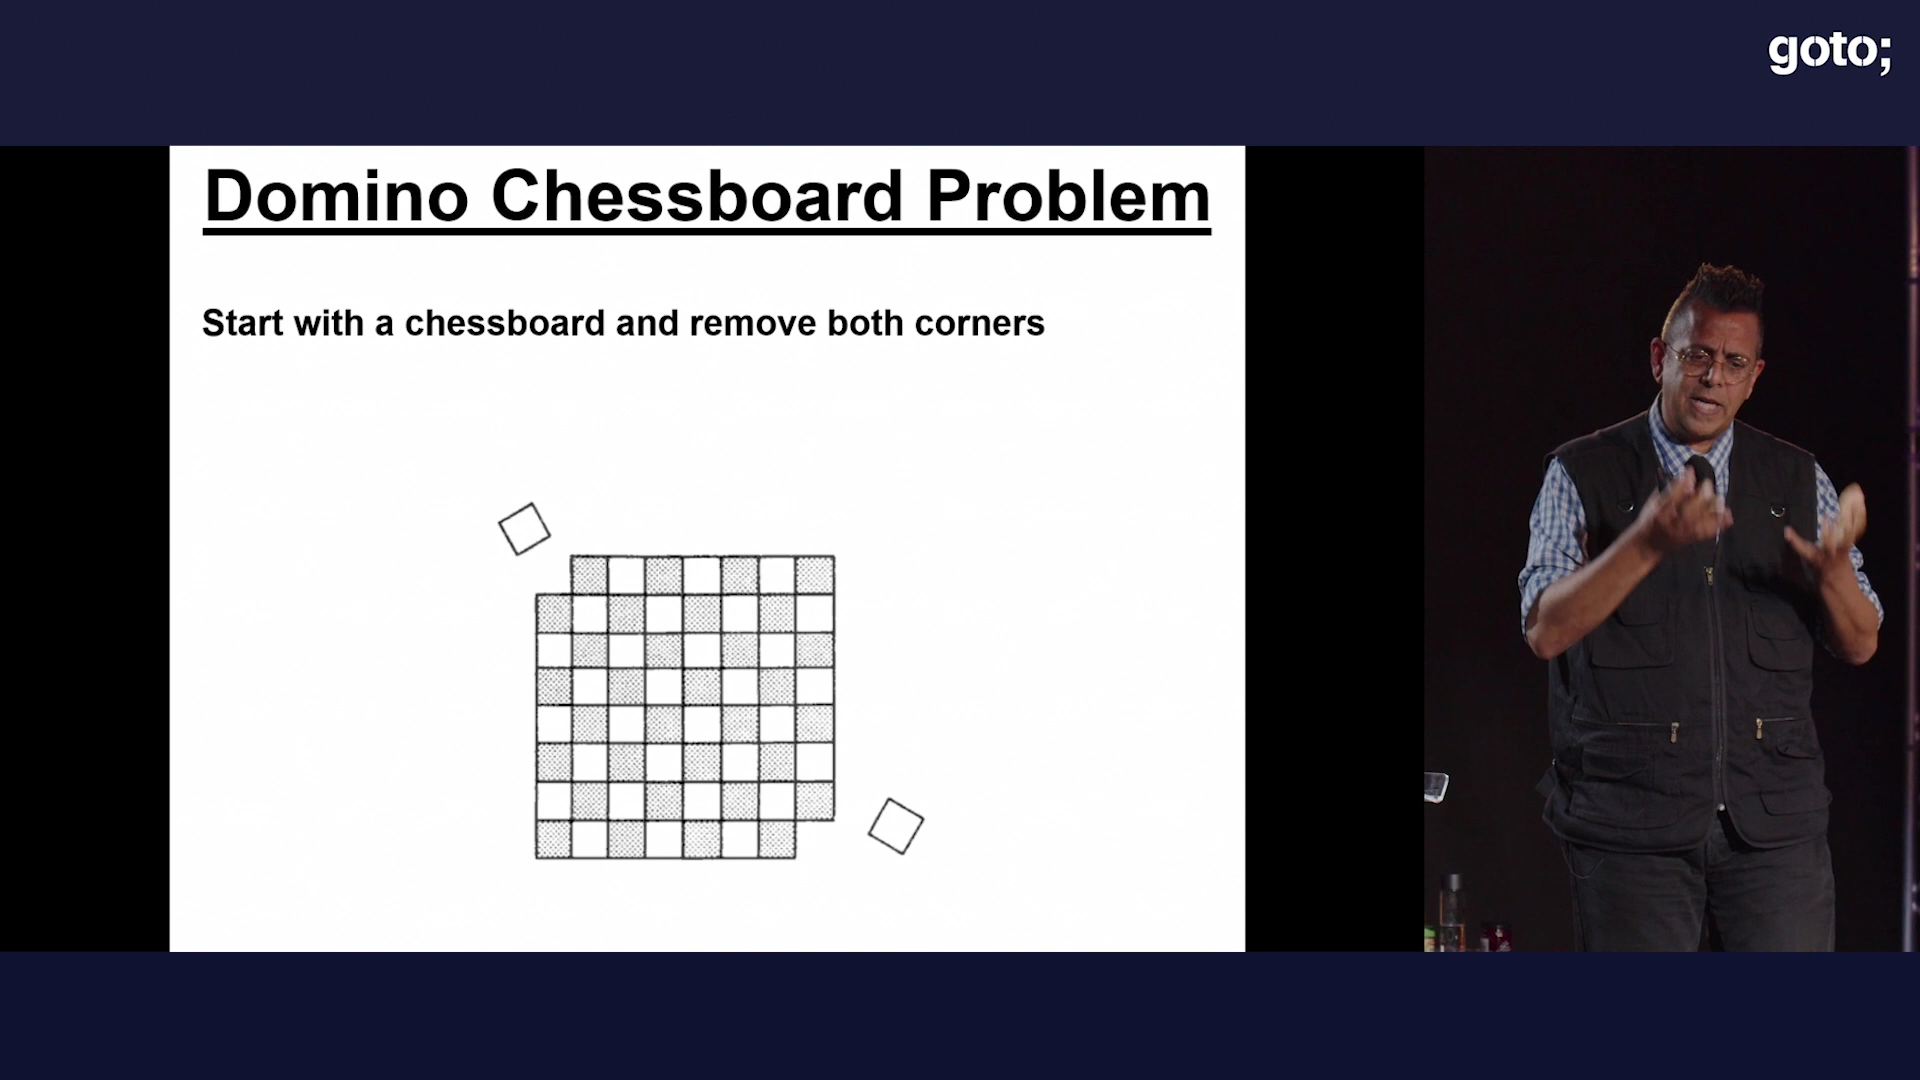 goto;
Domino Chessboard Problem
Start with a chessboard and remove both corners